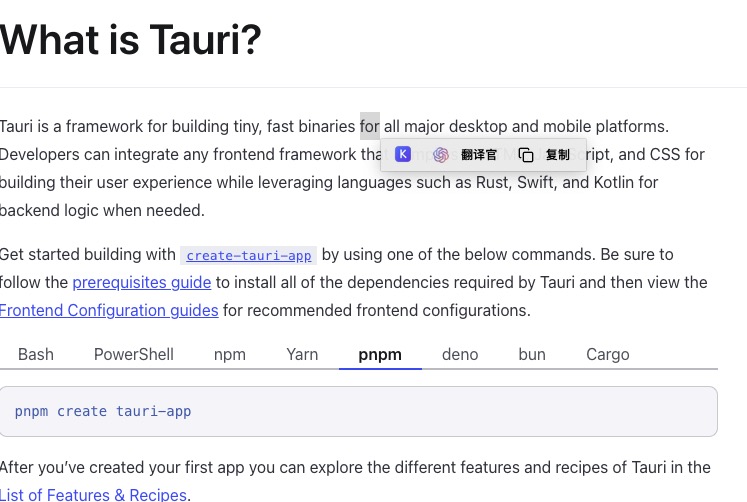 What is Tauri?
Tauri is a framework for building tiny, fast binaries for all major desktop and mobile platforms.
Developers can integrate any frontend framework that
K 翻译官 复制
ript, and CSS for
building their user experience while leveraging languages such as Rust, Swift, and Kotlin for
backend logic when needed.
Get started building with create-tauri-app by using one of the below commands. Be sure to
follow the prerequisites guide to install all of the dependencies required by Tauri and then view the
Frontend Configuration guides for recommended frontend configurations.
Bash PowerShell npm Yarn pnpm deno bun Cargo
pnpm create tauri-app
After you’ve created your first app you can explore the different features and recipes of Tauri in the
List of Features & Recipes.